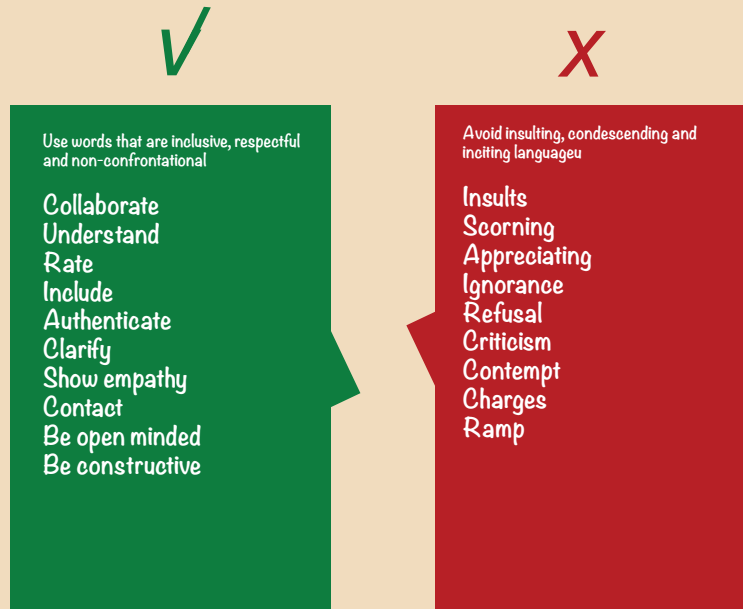 Use words that are inclusive, respectful
and non-confrontational
Collaborate
Understand
Rate
Include
Authenticate
Clarify
Show empathy
Contact
Be open minded
Be constructive
X
Avoid insulting, condescending and
inciting languageu
Insults
Scorning
Appreciating
Ignorance
Refusal
Criticism
Contempt
Charges
Ramp